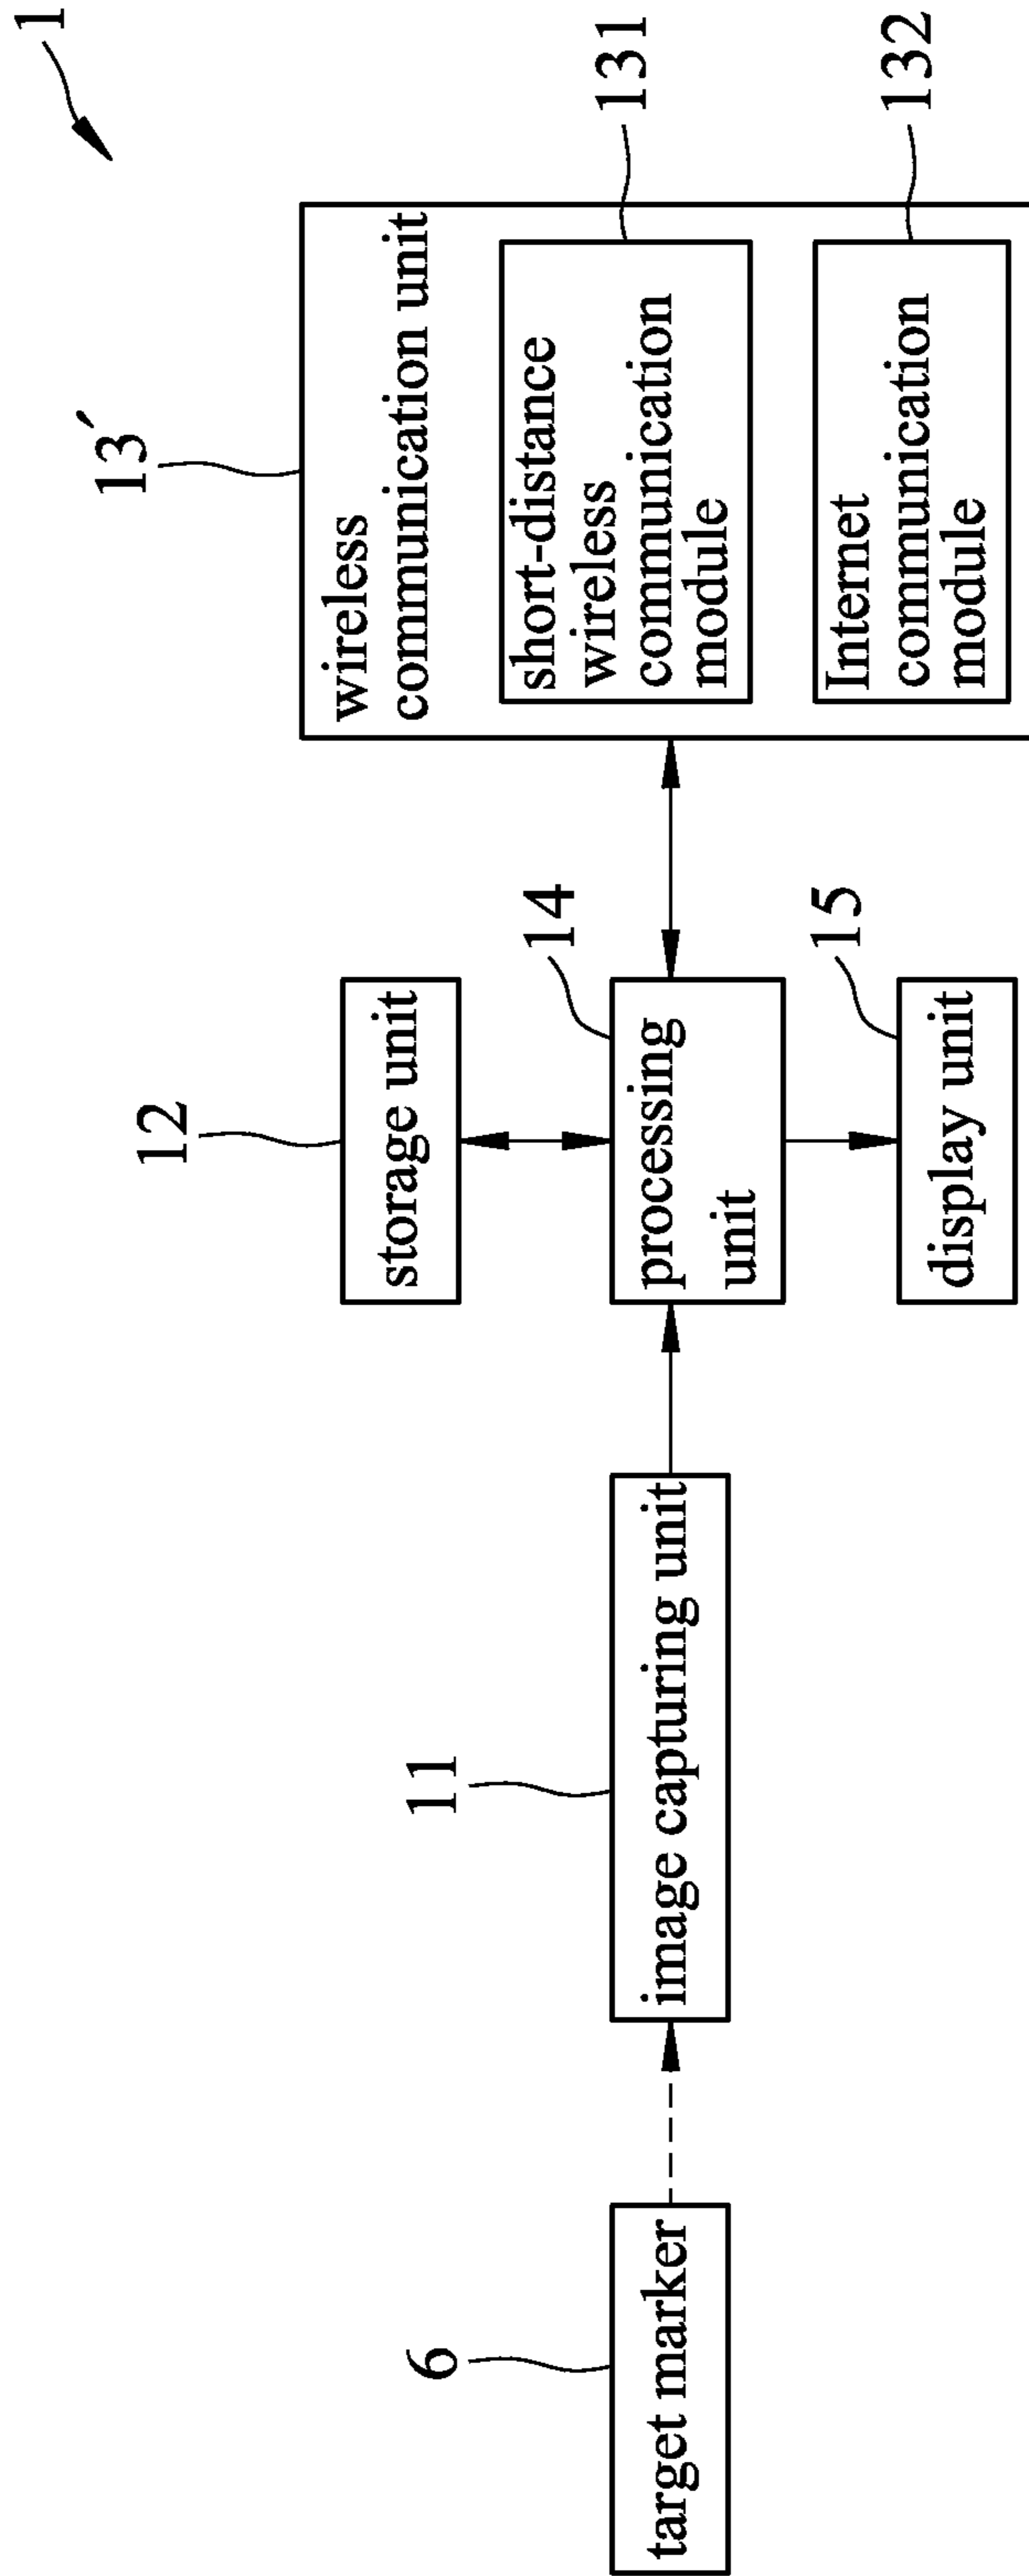 1
13´
wireless
communication unit
short-distance
wireless
communication
module
131
Internet
communication
module
132
12
storage unit
14
processing
unit
15
display unit
11
image capturing unit
6
target marker